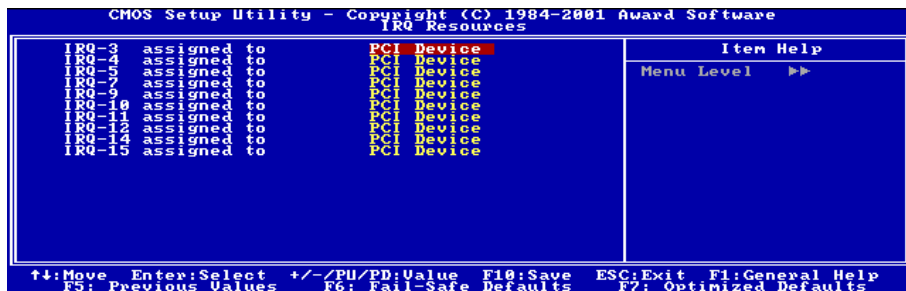 CMOS Setup Utility - Copyright (C) 1984-2001 Award Software
IRQ Resources
IRQ-3 assigned to PCI Device
IRQ-4 assigned to PCI Device
IRQ-5 assigned to PCI Device
IRQ-7 assigned to PCI Device
IRQ-9 assigned to PCI Device
IRQ-10 assigned to PCI Device
IRQ-11 assigned to PCI Device
IRQ-12 assigned to PCI Device
IRQ-14 assigned to PCI Device
IRQ-15 assigned to PCI Device
Item Help
Menu Level ▶▶
↑↓:Move Enter:Select +/-/PU/PD:Value F10:Save ESC:Exit F1:General Help
F5: Previous Values F6: Fail-Safe Defaults F7: Optimized Defaults